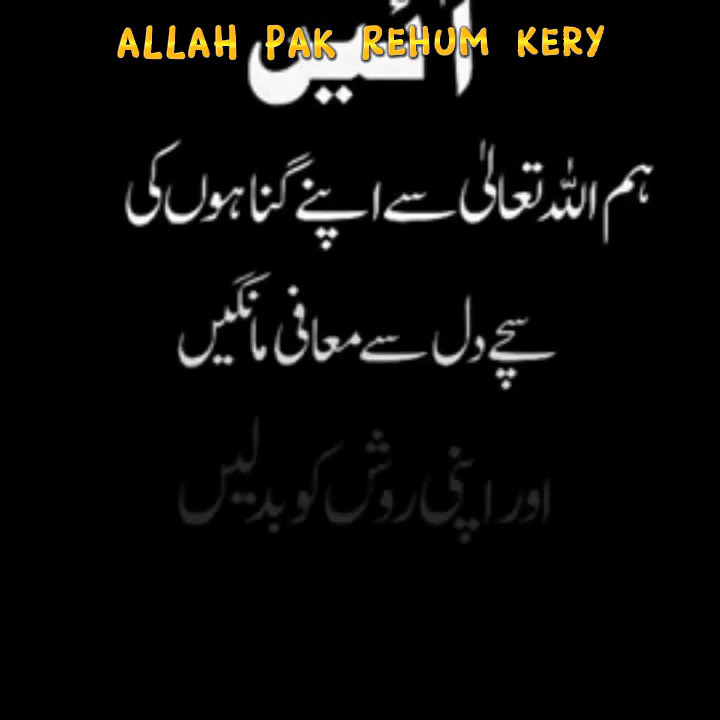 ALLAH PAK REHUM KERY
آئیں
ہم اللہ تعالیٰ سے اپنے گناہوں کی
سچے دل سے معافی مانگیں
اور اپنی روش کو بدلیں